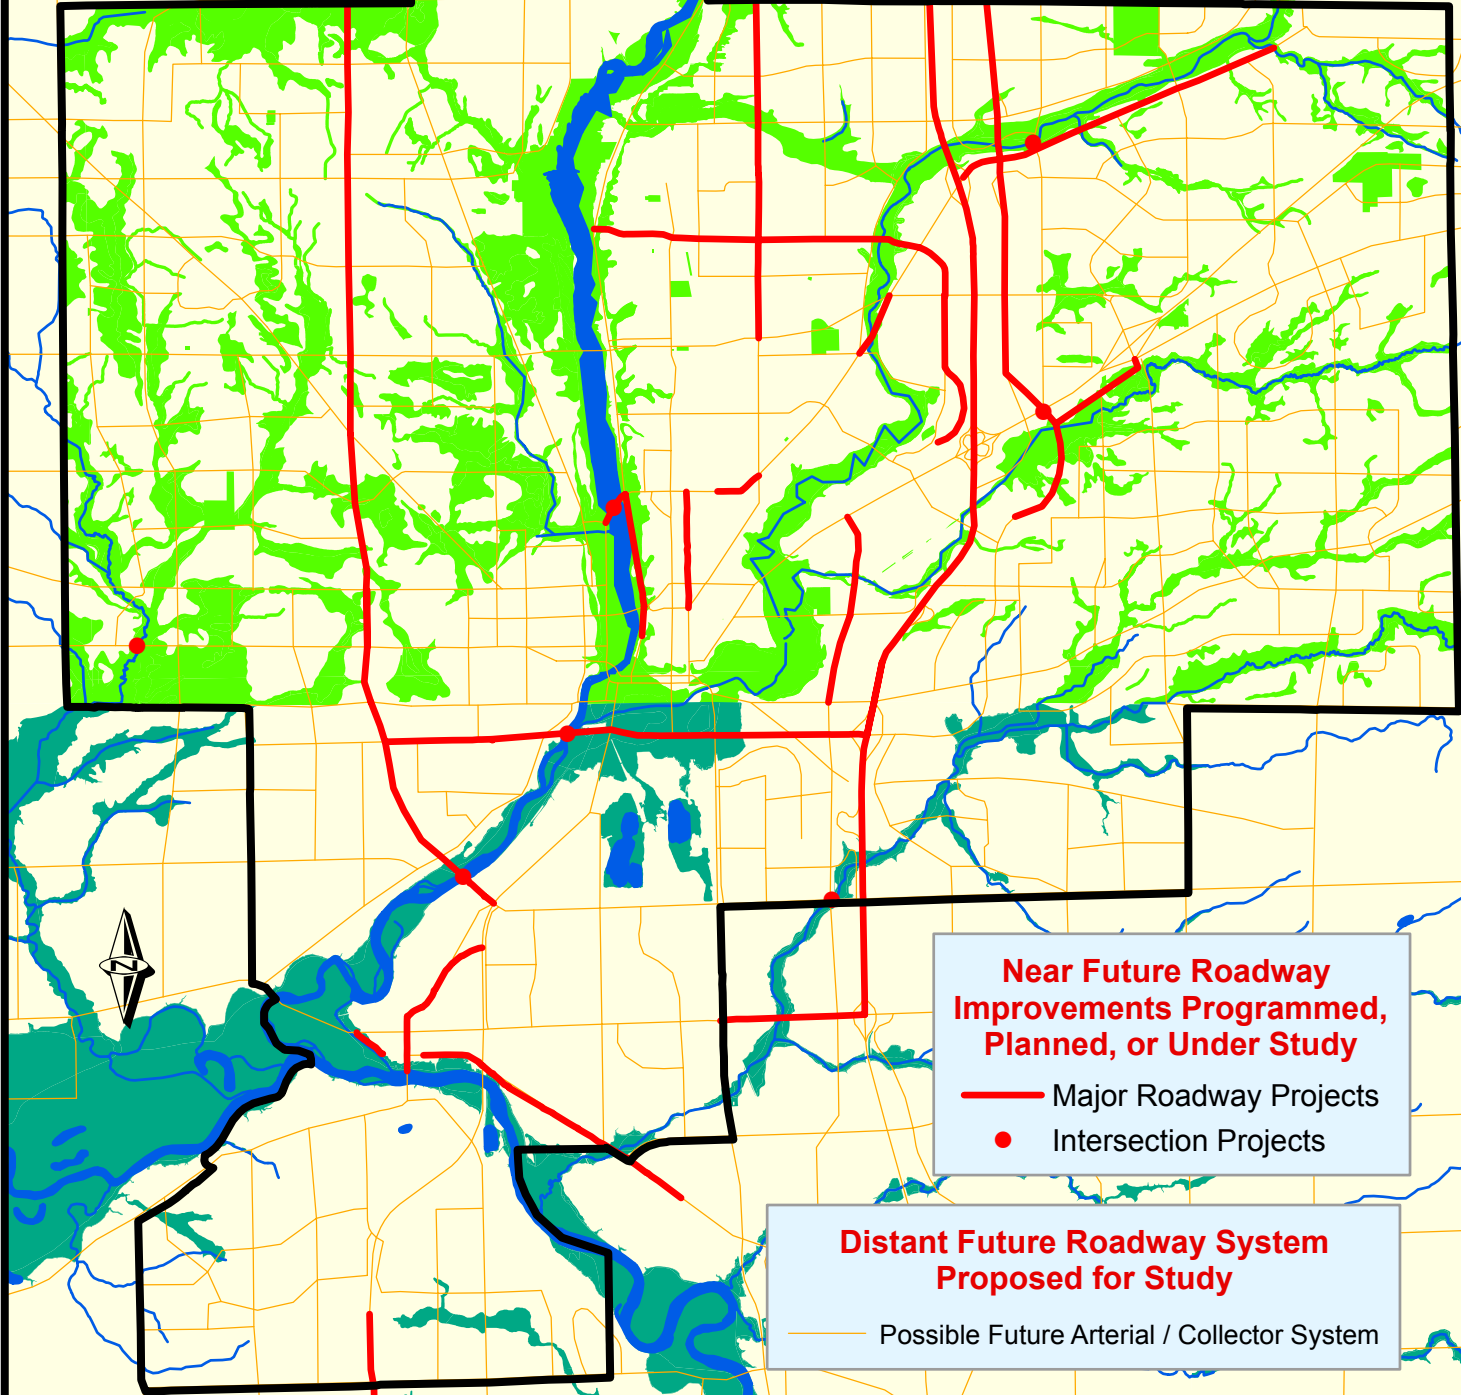 N
Near Future Roadway
Improvements Programmed,
Planned, or Under Study
Major Roadway Projects
Intersection Projects
Distant Future Roadway System
Proposed for Study
Possible Future Arterial / Collector System